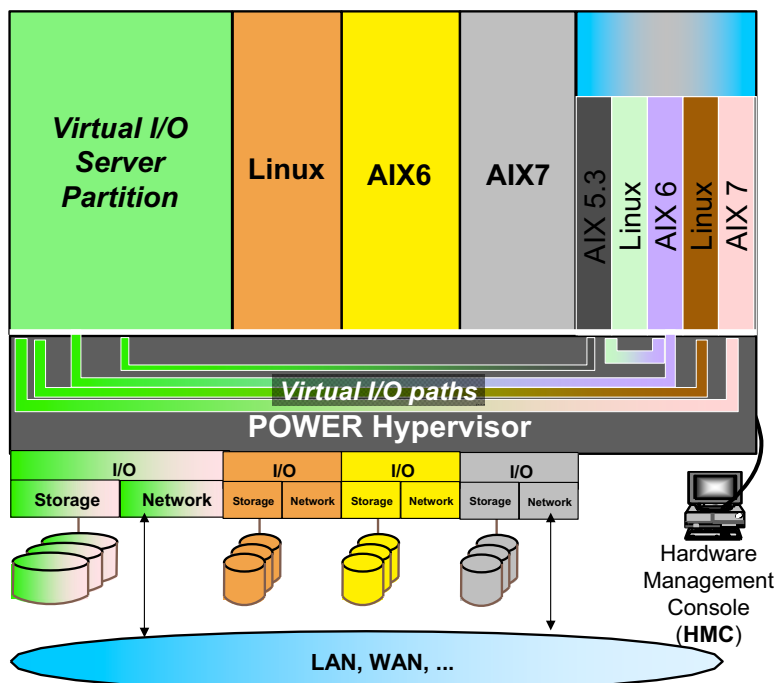 Virtual I/O
Server
Partition
Linux
AIX6
AIX7
AIX 5.3
Linux
AIX 6
Linux
AIX 7
Virtual I/O paths
POWER Hypervisor
I/O
Storage
Network
I/O
Storage
Network
I/O
Storage
Network
I/O
Storage
Network
Hardware
Management
Console
(HMC)
LAN, WAN, ...